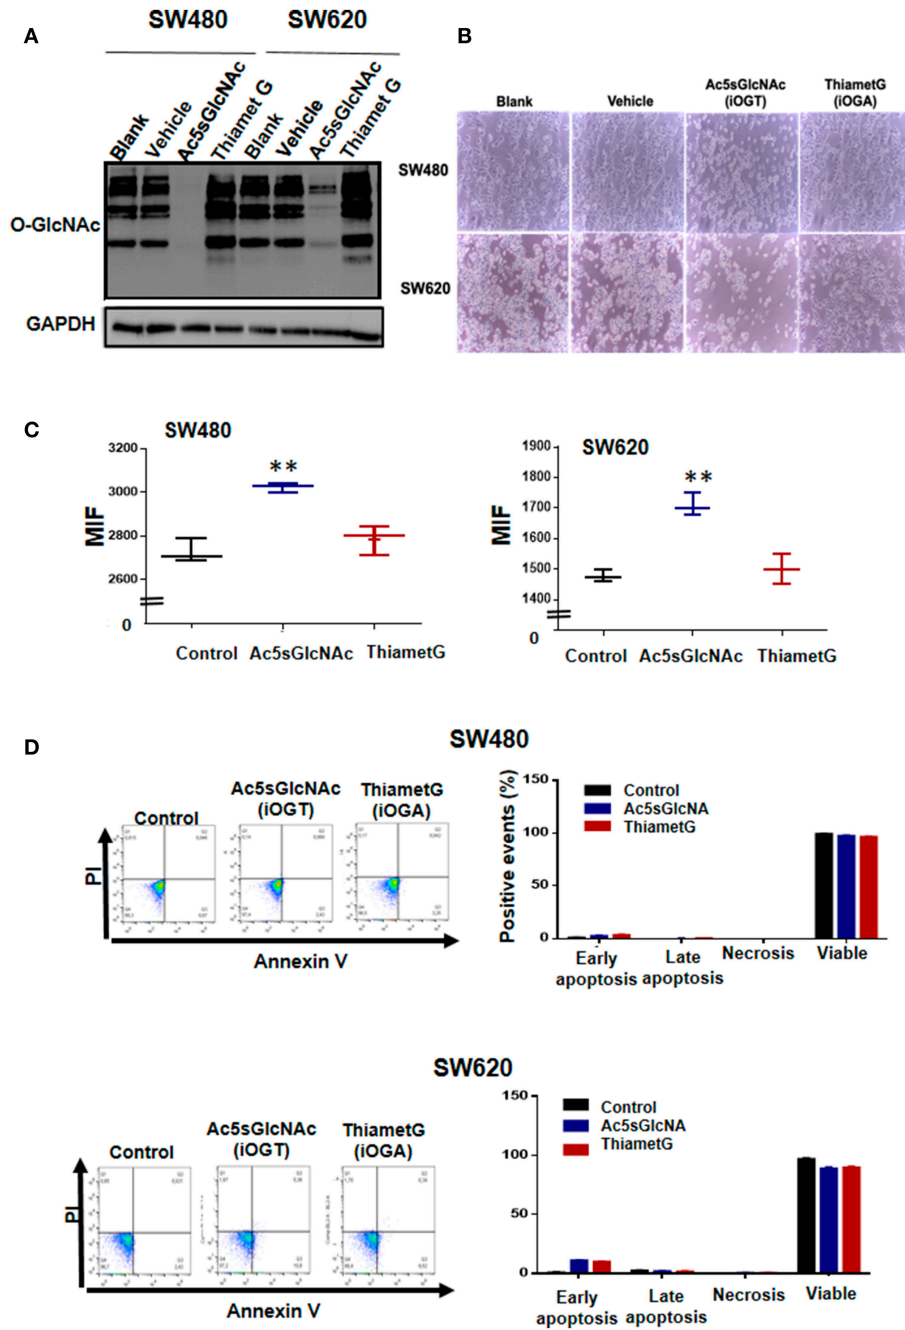 A
SW480 SW620
Blank Vehicle Ac5sGlcNAc Thiamet G Blank Vehicle Ac5sGlcNAc Thiamet G
O-GlcNAc
GAPDH
B
Blank Vehicle Ac5sGlcNAc (iOGT) ThiametG (iOGA)
SW480
SW620
C
SW480
MIF
3200
3000
2800
2600
0
**
Control Ac5sGlcNAc ThiametG
SW620
MIF
1900
1800
1700
1600
1500
1400
0
**
Control Ac5sGlcNAc ThiametG
D
SW480
Control
Ac5sGlcNAc
(iOGT)
ThiametG
(iOGA)
PI
Annexin V
Positive events (%)
150
100
50
0
Control
Ac5sGlcNA
ThiametG
Early apoptosis
Late apoptosis
Necrosis
Viable
SW620
Control
Ac5sGlcNAc
(iOGT)
ThiametG
(iOGA)
PI
Annexin V
150
100
50
0
Control
Ac5sGlcNA
ThiametG
Early apoptosis
Late apoptosis
Necrosis
Viable